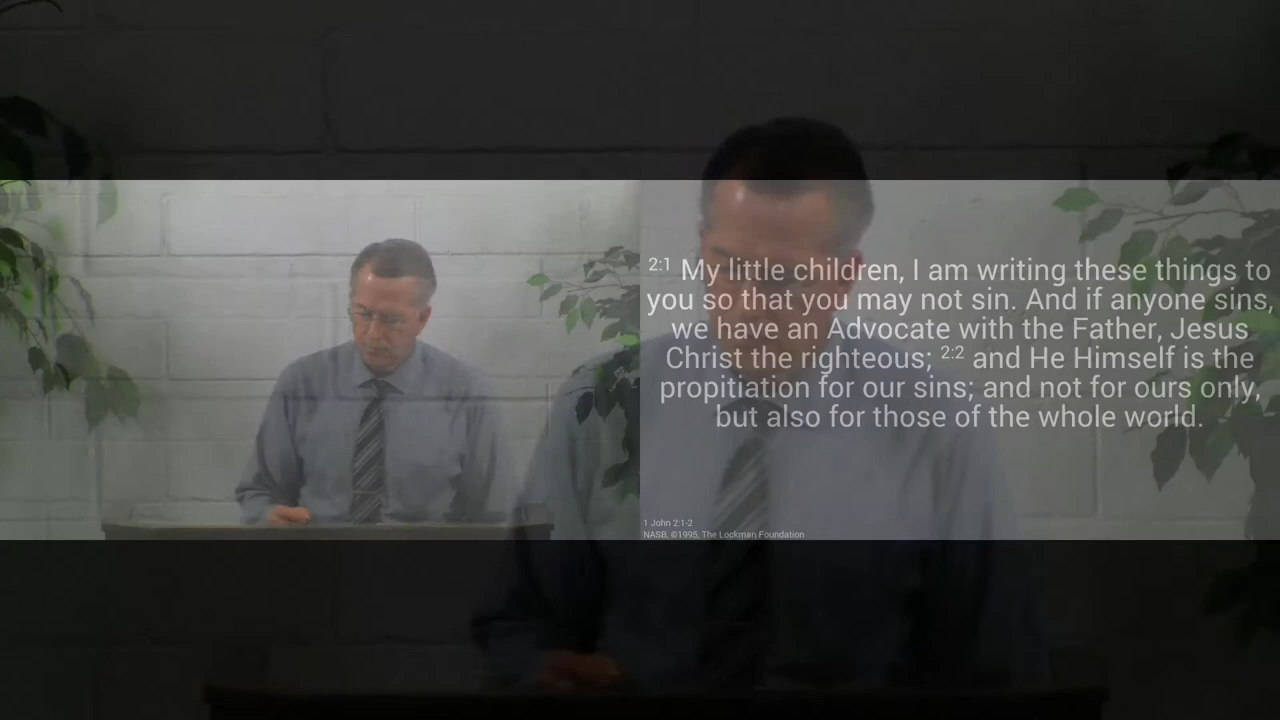 2:1 My little children, I am writing these things to
you so that you may not sin. And if anyone sins,
we have an Advocate with the Father, Jesus
Christ the righteous; 2:2 and He Himself is the
propitiation for our sins; and not for ours only,
but also for those of the whole world.
1 John 2:1-2
NASB, ©1995, The Lockman Foundation